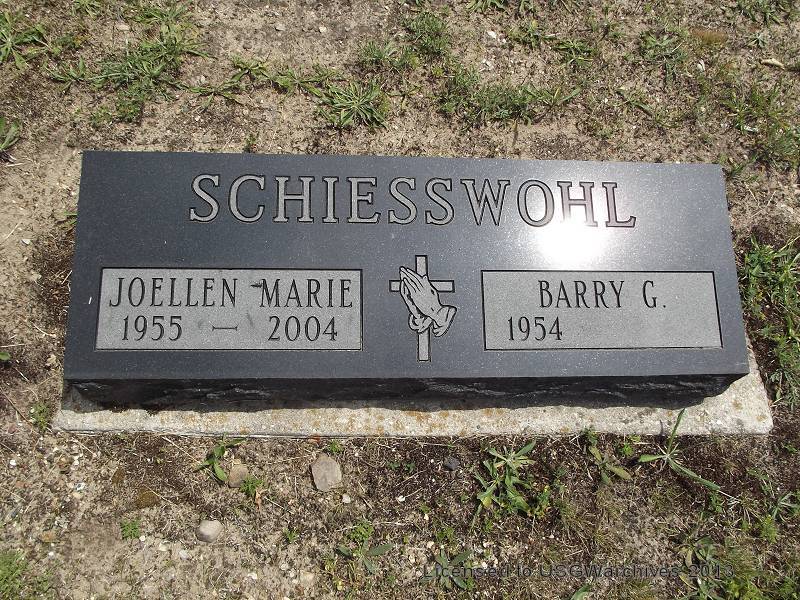 SCHIESSWOHL
JOELLEN MARIE
1955 — 2004
BARRY G.
1954
Licensed to USGWarchives 2013